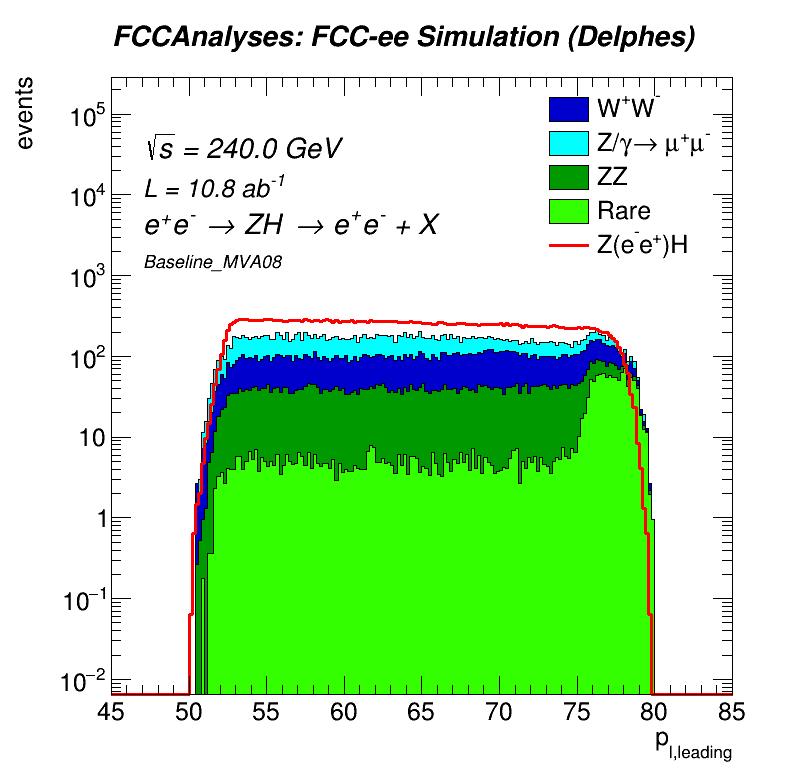 FCCAnalyses: FCC-ee Simulation (Delphes)
events
√s = 240.0 GeV
L = 10.8 ab⁻¹
e⁺e⁻ → ZH → e⁺e⁻ + X
Baseline_MVA08
W⁺W⁻
Z/γ→ μ⁺μ⁻
ZZ
Rare
Z(e⁻e⁺)H
10⁵
10⁴
10³
10²
10
1
10⁻¹
10⁻²
45 50 55 60 65 70 75 80 85
p_l,leading